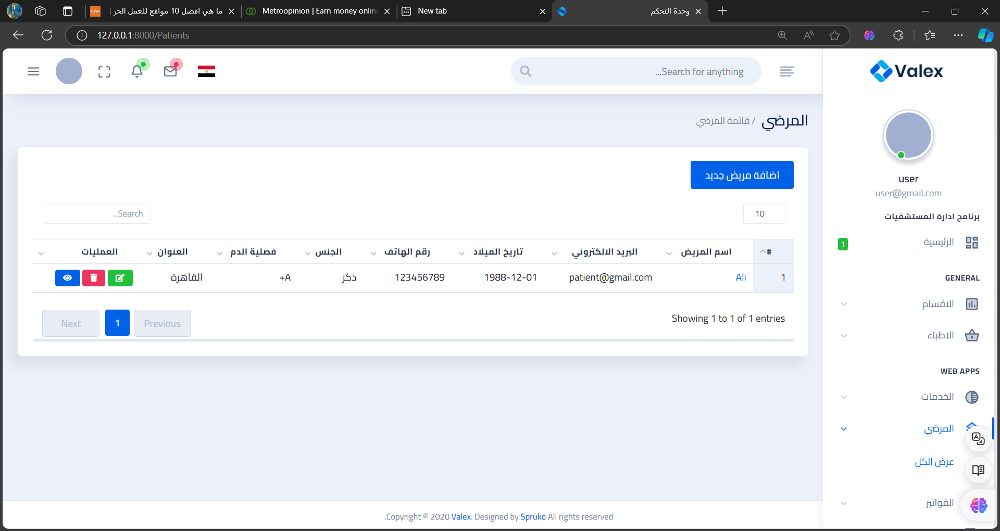 ما هي افضل 10 مواقع للعمل الحر
Metroopinion | Earn money online
New tab
وحدة التحكم
127.0.0.1:8000/Patients
Search for anything...
Valex
المرضي / قائمة المرضي
اضافة مريض جديد
10
Search...
# اسم المريض البريد الالكتروني تاريخ الميلاد رقم الهاتف الجنس فصلية الدم العنوان العمليات
1 Ali patient@gmail.com 1988-12-01 123456789 ذكر A+ القاهرة
Showing 1 to 1 of 1 entries
Previous 1 Next
user
user@gmail.com
برنامج ادارة المستشفيات
الرئيسية 1
GENERAL
الاقسام
الاطباء
WEB APPS
الخدمات
المرضي
عرض الكل
الفواتير
Copyright © 2020 Valex. Designed by Spruko All rights reserved.